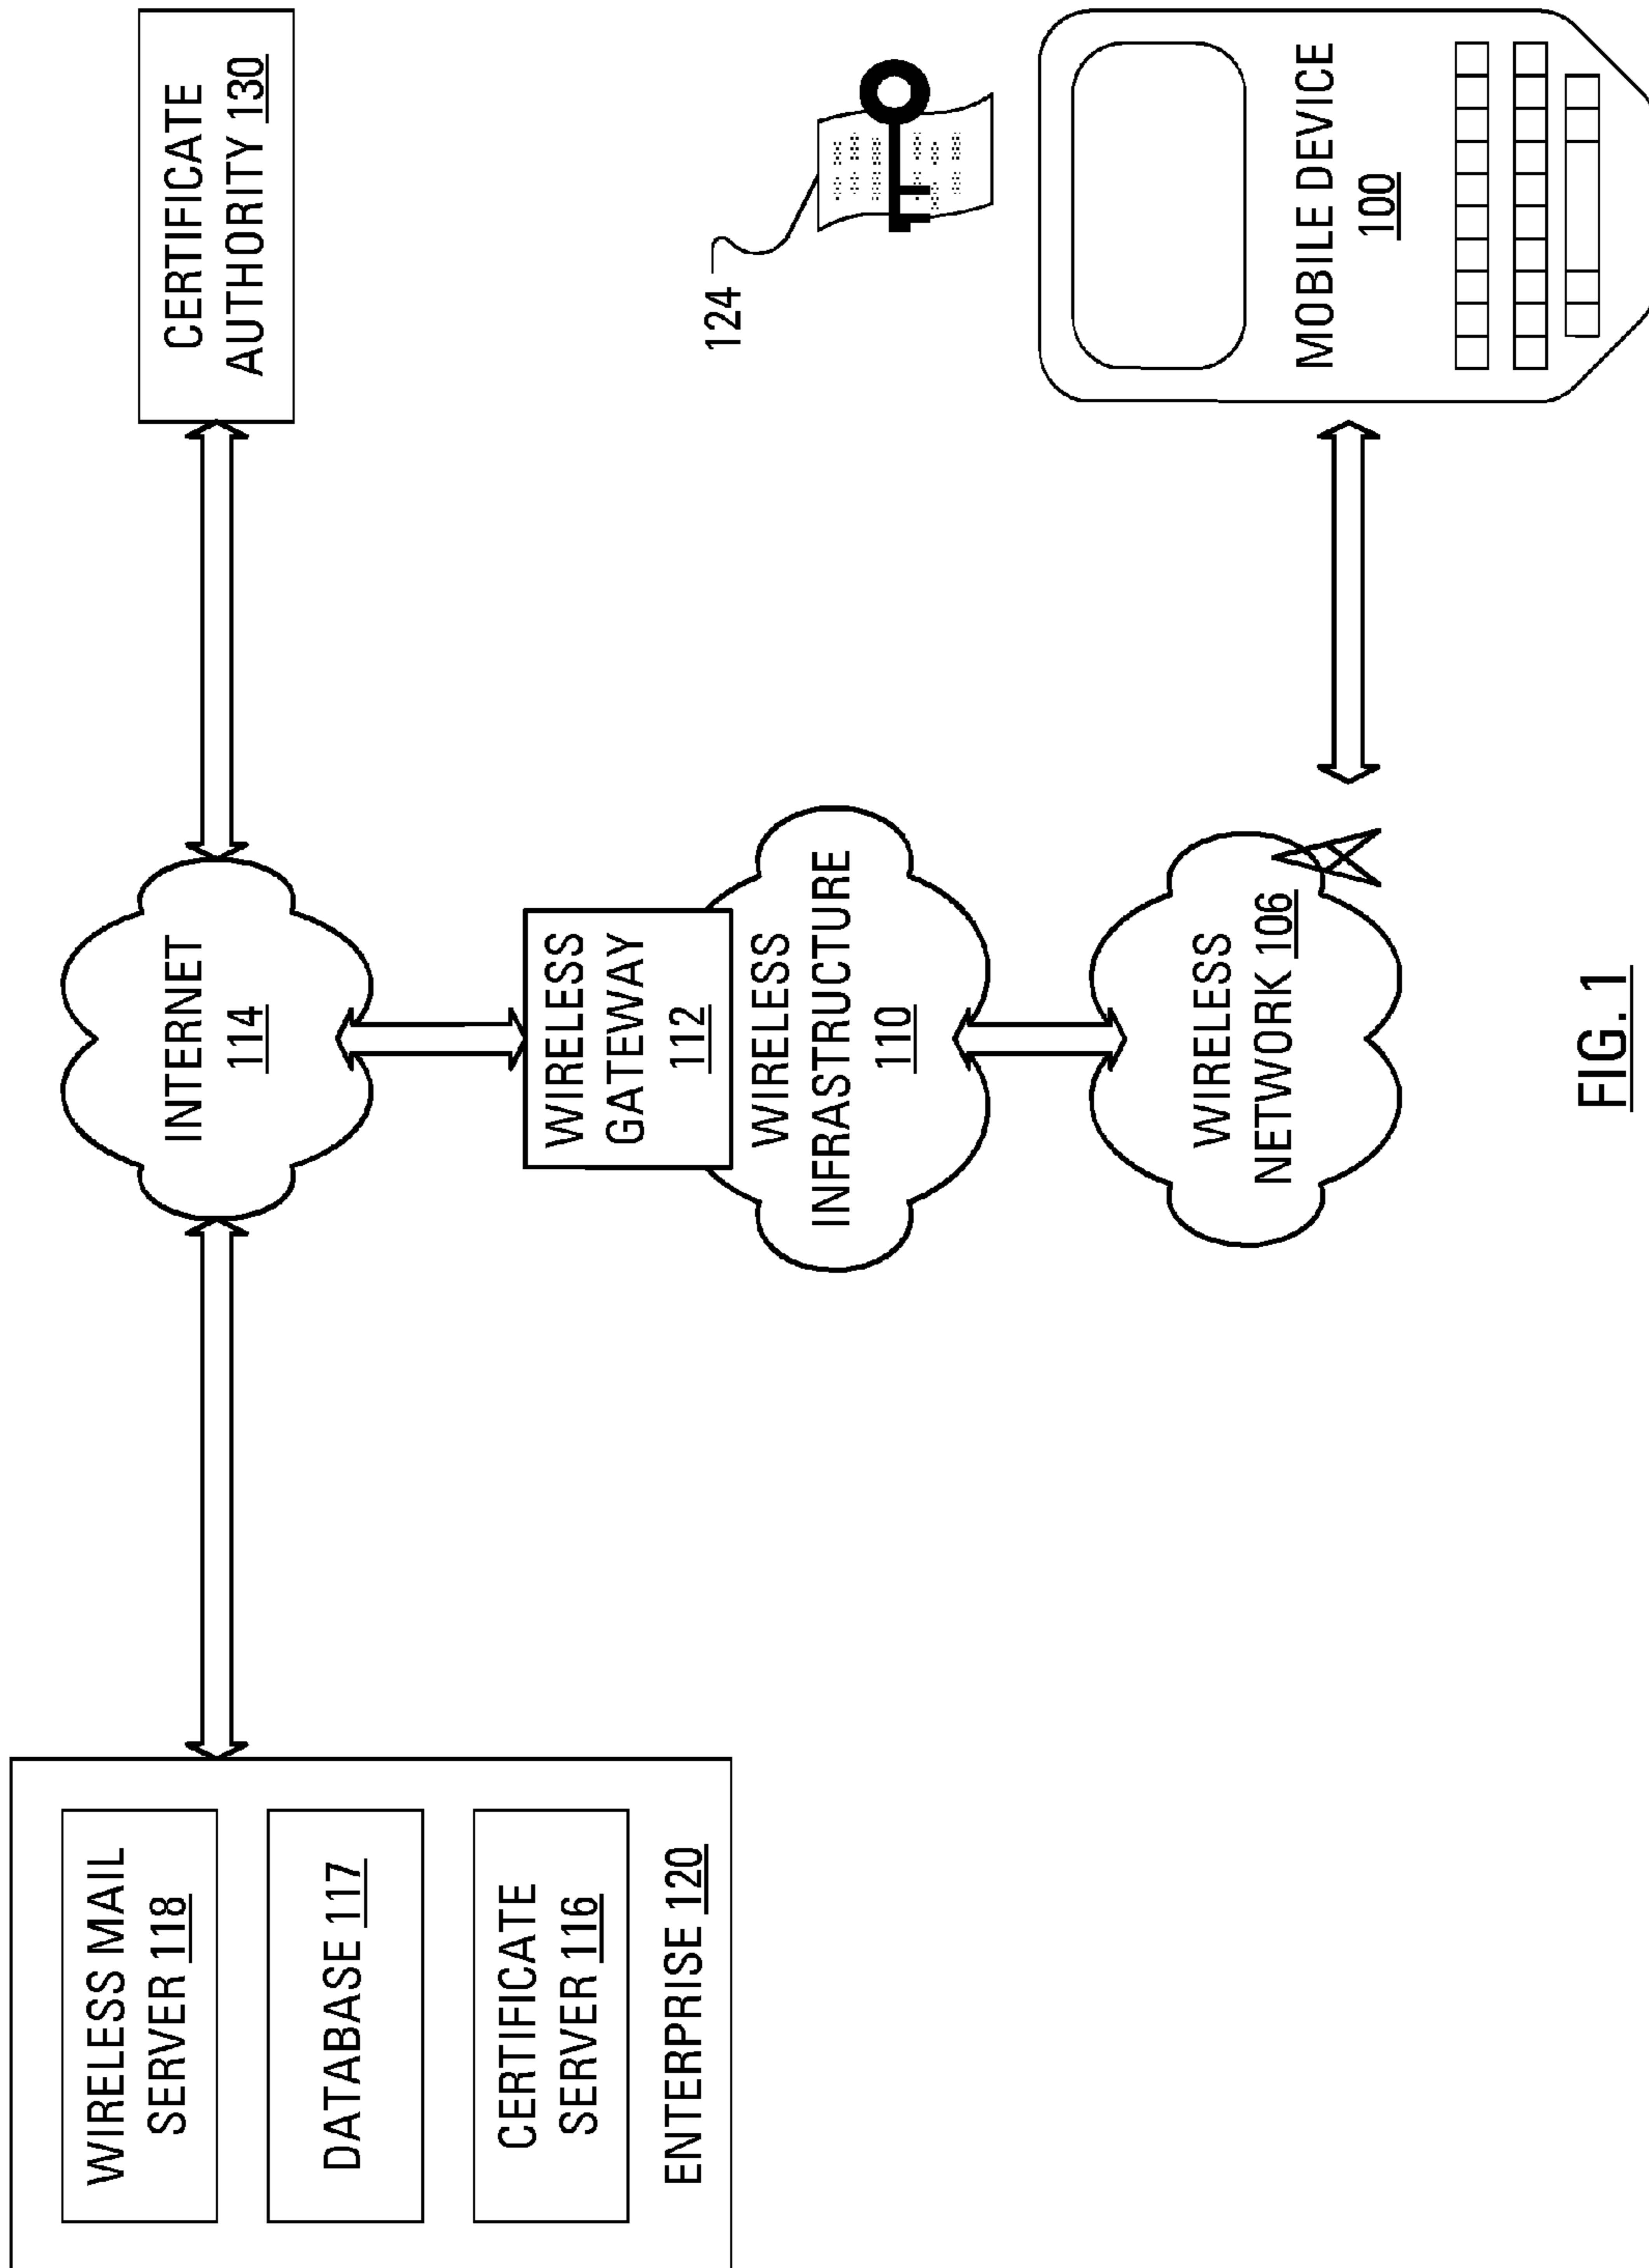 WIRELESS MAIL
SERVER 118
DATABASE 117
CERTIFICATE
SERVER 116
ENTERPRISE 120
INTERNET
114
WIRELESS
GATEWAY
112
WIRELESS
INFRASTRUCTURE
110
WIRELESS
NETWORK 106
CERTIFICATE
AUTHORITY 130
124
MOBILE DEVICE
100
FIG. 1